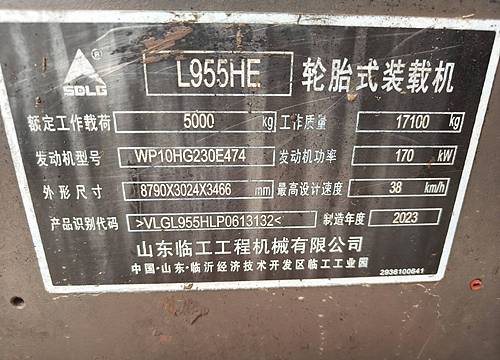 SDLG ® L955HE 轮胎式装载机
额定工作载荷 5000 kg 工作质量 17100 kg
发动机型号 WP10HG230E474 发动机功率 170 kW
外形尺寸 8790X3024X3466 mm 最高设计速度 38 km/h
产品识别代码 >VLGL955HLP0613132< 制造年度 2023
山东临工工程机械有限公司
中国·山东·临沂经济技术开发区临工工业园
2936100541